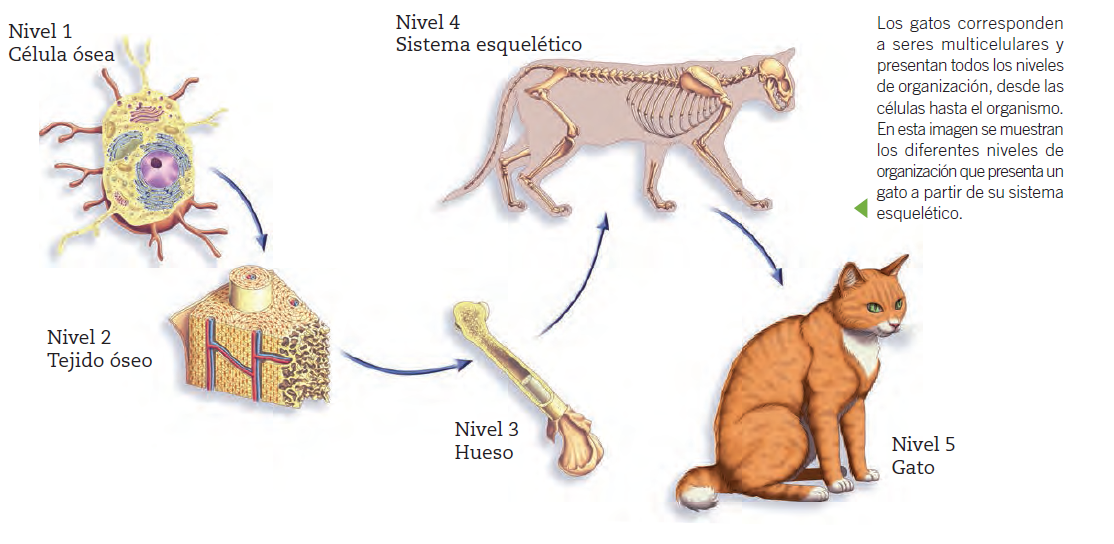 Nivel 1
Célula ósea
Nivel 2
Tejido óseo
Nivel 3
Hueso
Nivel 4
Sistema esquelético
Nivel 5
Gato
Los gatos corresponden
a seres multicelulares y
presentan todos los niveles
de organización, desde las
células hasta el organismo.
En esta imagen se muestran
los diferentes niveles de
organización que presenta un
gato a partir de su sistema
esquelético.